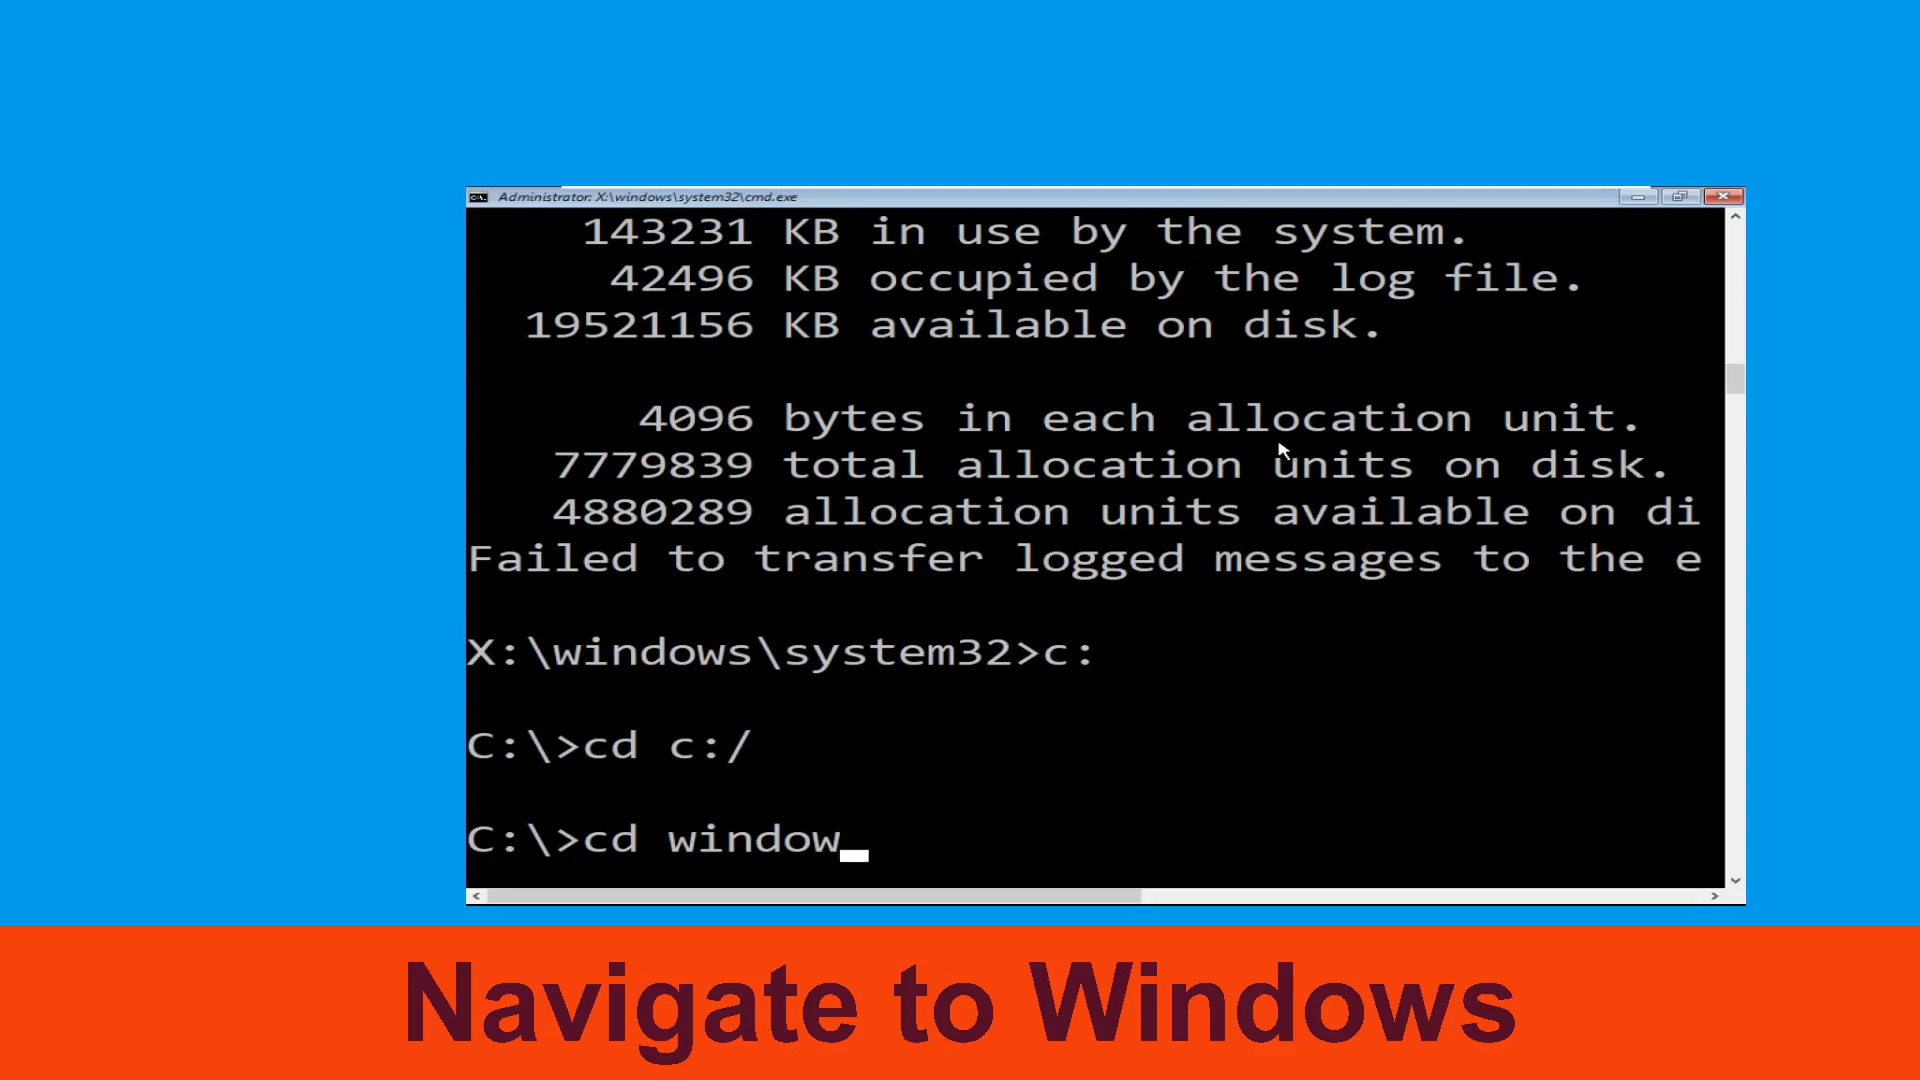 Administrator: X:\windows\system32\cmd.exe
143231 KB in use by the system.
42496 KB occupied by the log file.
19521156 KB available on disk.
4096 bytes in each allocation unit.
7779839 total allocation units on disk.
4880289 allocation units available on di
Failed to transfer logged messages to the e
X:\windows\system32>c:
C:\>cd c:/
C:\>cd window_
Navigate to Windows